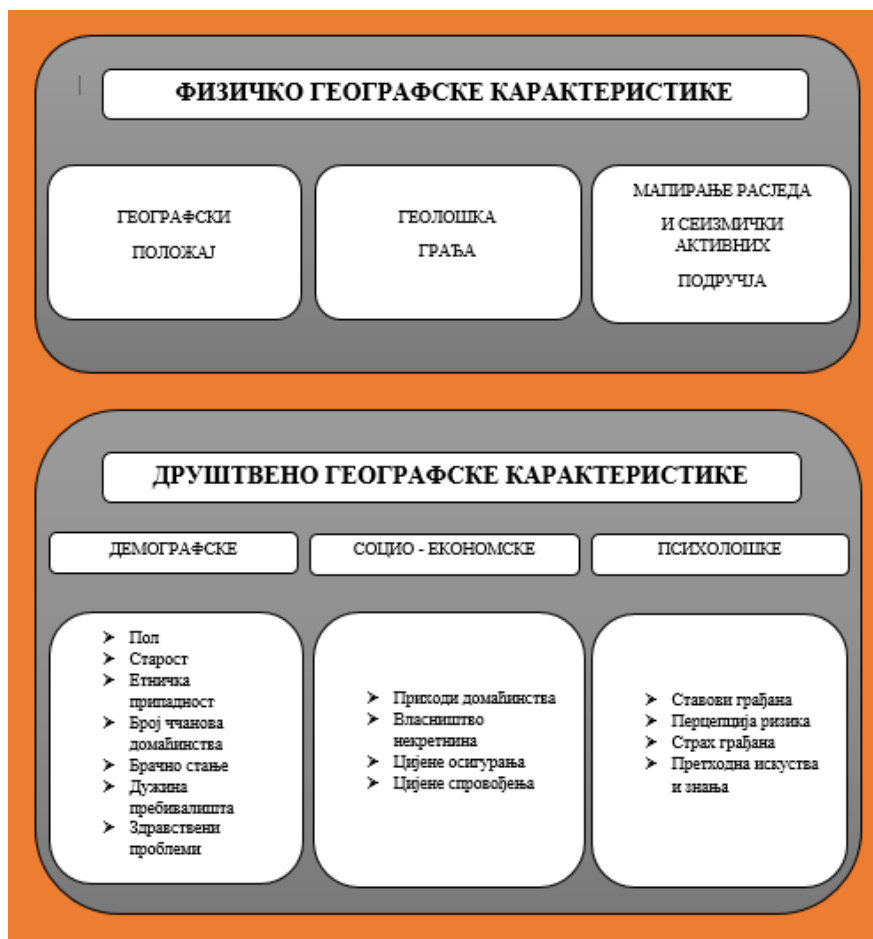 ФИЗИЧКО ГЕОГРАФСКЕ КАРАКТЕРИСТИКЕ
ГЕОГРАФСКИ
ПОЛОЖАЈ
ГЕОЛОШКА
ГРАЂА
МАПИРАЊЕ РАСЈЕДА
И СЕИЗМИЧКИ
АКТИВНИХ
ПОДРУЧЈА
ДРУШТВЕНО ГЕОГРАФСКЕ КАРАКТЕРИСТИКЕ
ДЕМОГРАФСКЕ
СОЦИО - ЕКОНОМСКЕ
ПСИХОЛОШКЕ
➤ Пол
➤ Старост
➤ Етничка
припадност
➤ Број ччанова
домаћинства
➤ Брачно стање
➤ Дужина
пребивалишта
➤ Здравствени
проблеми
➤ Приходи домаћинства
➤ Власништво
некретнина
➤ Цијене осигурања
➤ Цијене спровођења
➤ Ставови грађана
➤ Перцепција ризика
➤ Страх грађана
➤ Претходна искуства
и знања